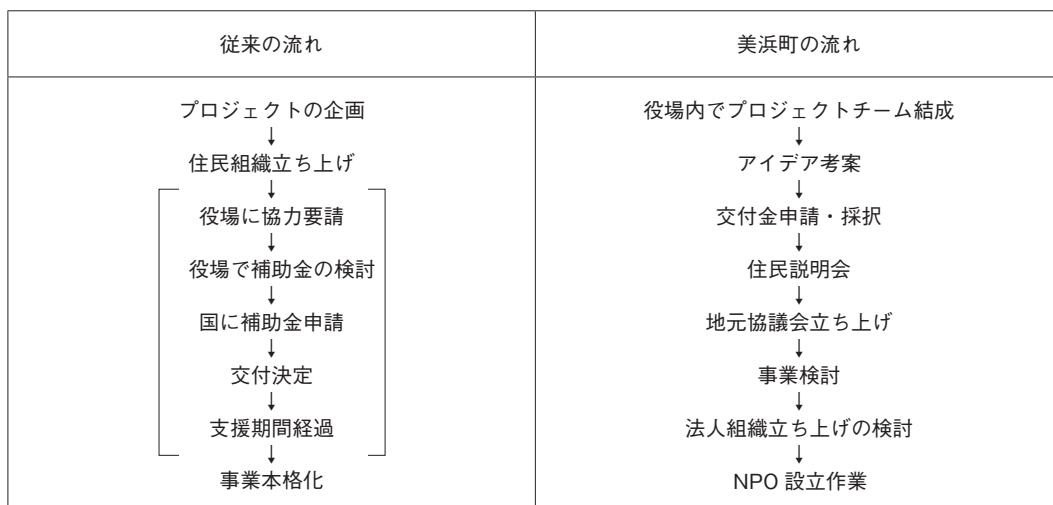 従来の流れ
プロジェクトの企画
↓
住民組織立ち上げ
↓
役場に協力要請
↓
役場で補助金の検討
↓
国に補助金申請
↓
交付決定
↓
支援期間経過
↓
事業本格化
美浜町の流れ
役場内でプロジェクトチーム結成
↓
アイデア考案
↓
交付金申請・採択
↓
住民説明会
↓
地元協議会立ち上げ
↓
事業検討
↓
法人組織立ち上げの検討
↓
NPO 設立作業